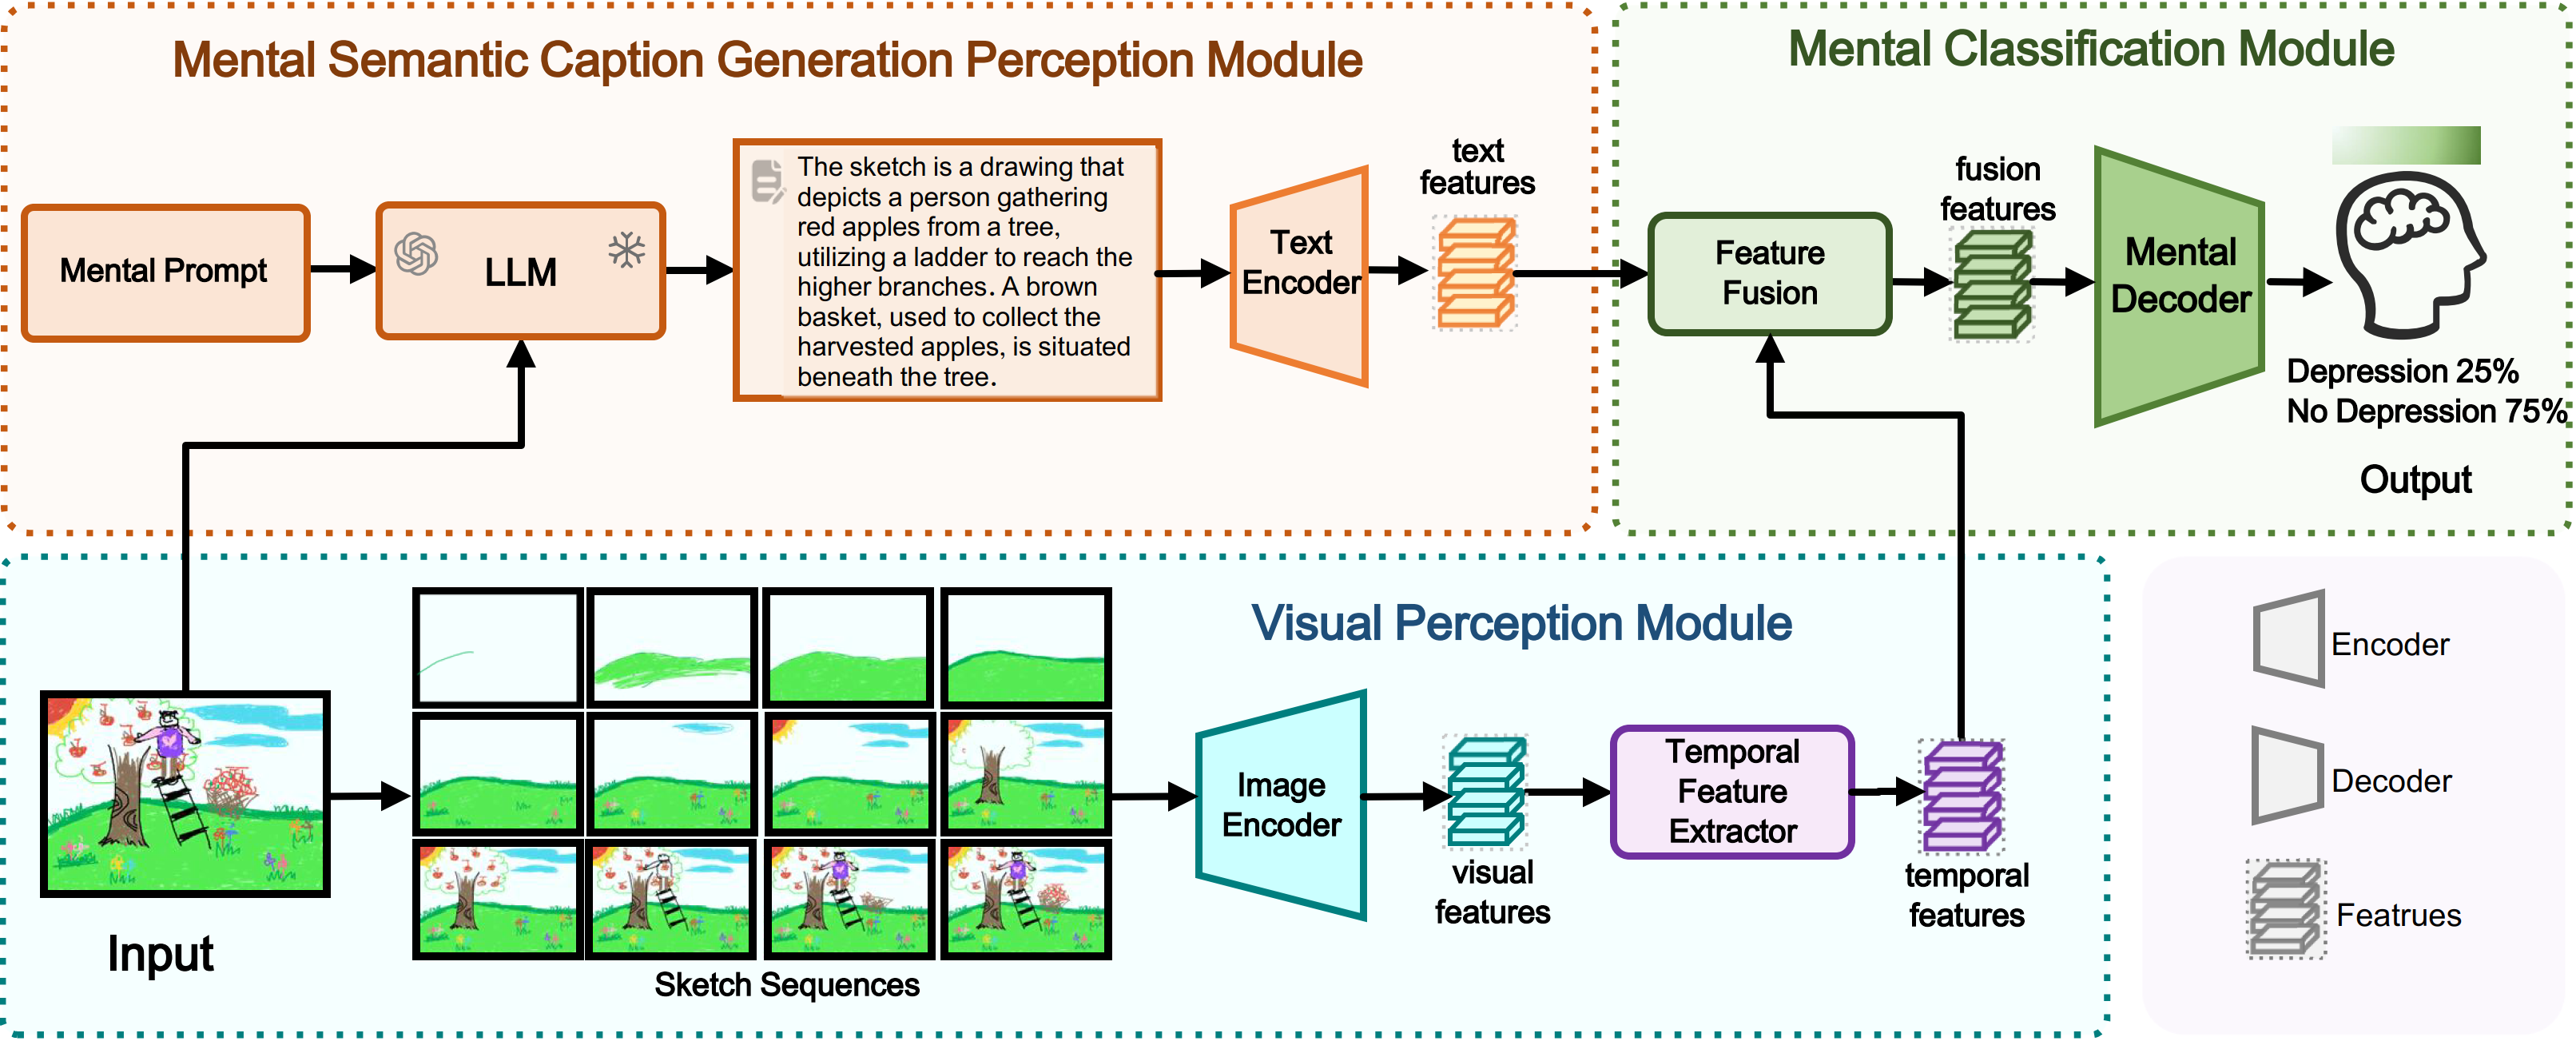 Mental Semantic Caption Generation Perception Module
Mental Prompt
LLM
The sketch is a drawing that
depicts a person gathering
red apples from a tree,
utilizing a ladder to reach the
higher branches. A brown
basket, used to collect the
harvested apples, is situated
beneath the tree.
Text
Encoder
text
features
Mental Classification Module
Feature
Fusion
fusion
features
Mental
Decoder
Depression 25%
No Depression 75%
Output
Visual Perception Module
Input
Sketch Sequences
Image
Encoder
visual
features
Temporal
Feature
Extractor
temporal
features
Encoder
Decoder
Featrues